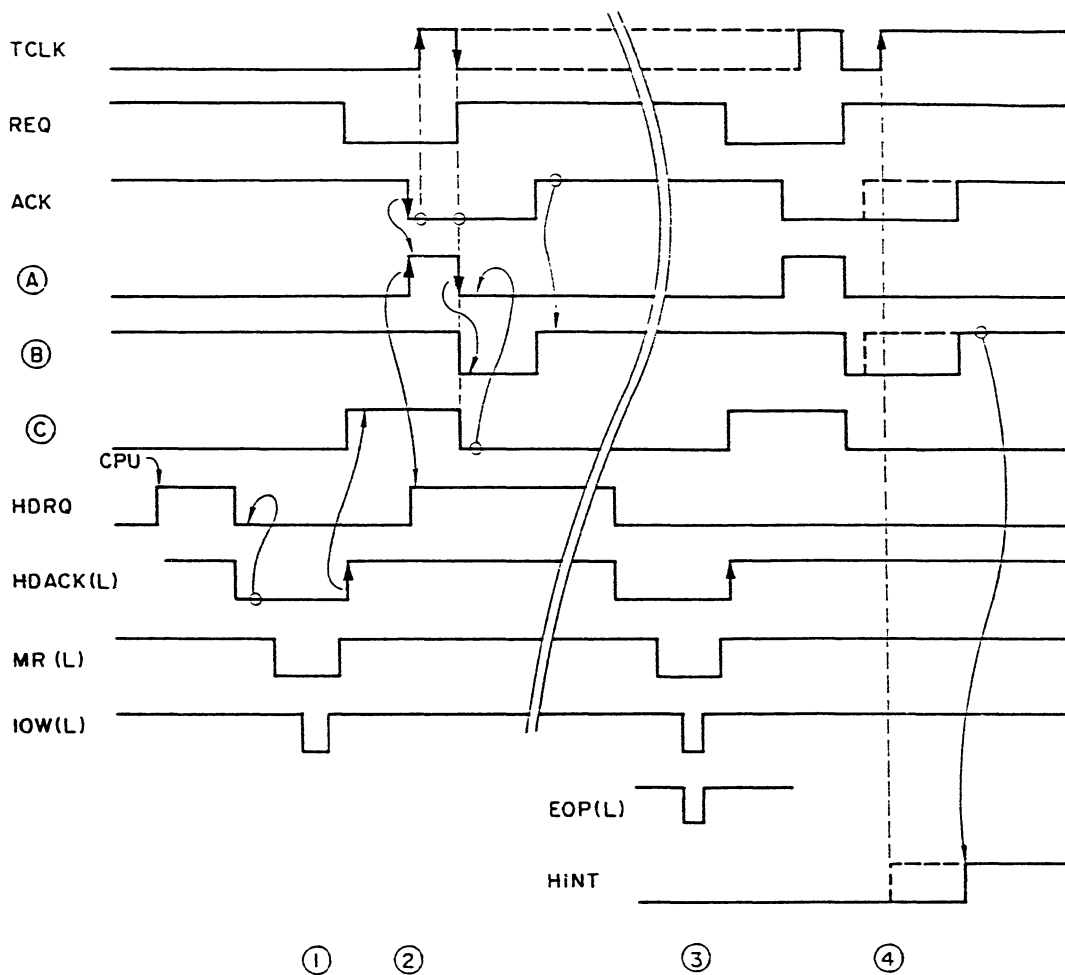 TCLK
REQ
ACK
A
B
C
CPU
HDRQ
HDACK(L)
MR (L)
IOW(L)
EOP(L)
HiNT
1 2 3 4